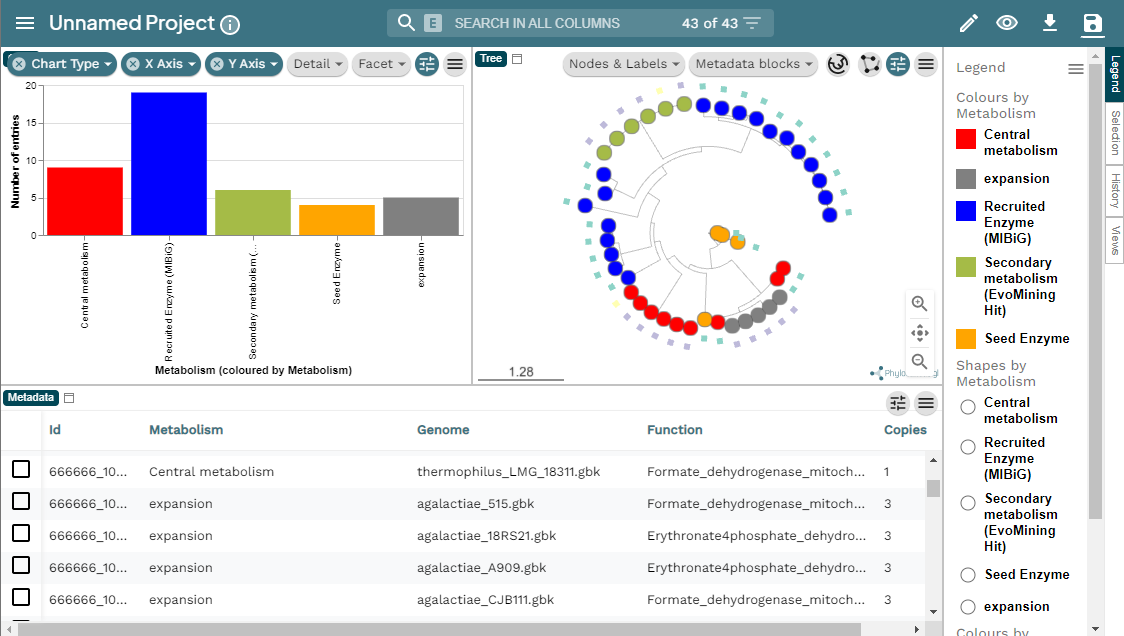 Unnamed Project
E SEARCH IN ALL COLUMNS 43 of 43
Chart Type X Axis Y Axis Detail Facet
20
15
10
5
0
Number of entries
Central metabolism
Recruited Enzyme (MIBiG)
Secondary metabolism (...
Seed Enzyme
expansion
Metabolism (coloured by Metabolism)
Tree Nodes & Labels Metadata blocks
1.28
Legend
Colours by
Metabolism
Central
metabolism
expansion
Recruited
Enzyme
(MIBiG)
Secondary
metabolism
(EvoMining
Hit)
Seed Enzyme
Shapes by
Metabolism
Central
metabolism
Recruited
Enzyme
(MIBiG)
Secondary
metabolism
(EvoMining
Hit)
Seed Enzyme
expansion
Colours by
Legend
Selection
History
Views
Metadata
Id Metabolism Genome Function Copies
666666_10... Central metabolism thermophilus_LMG_18311.gbk Formate_dehydrogenase_mitoch... 1
666666_10... expansion agalactiae_515.gbk Formate_dehydrogenase_mitoch... 3
666666_10... expansion agalactiae_18RS21.gbk Erythronate4phosphate_dehydro... 3
666666_10... expansion agalactiae_A909.gbk Erythronate4phosphate_dehydro... 3
666666_10... expansion agalactiae_CJB111.gbk Formate_dehydrogenase_mitoch... 3